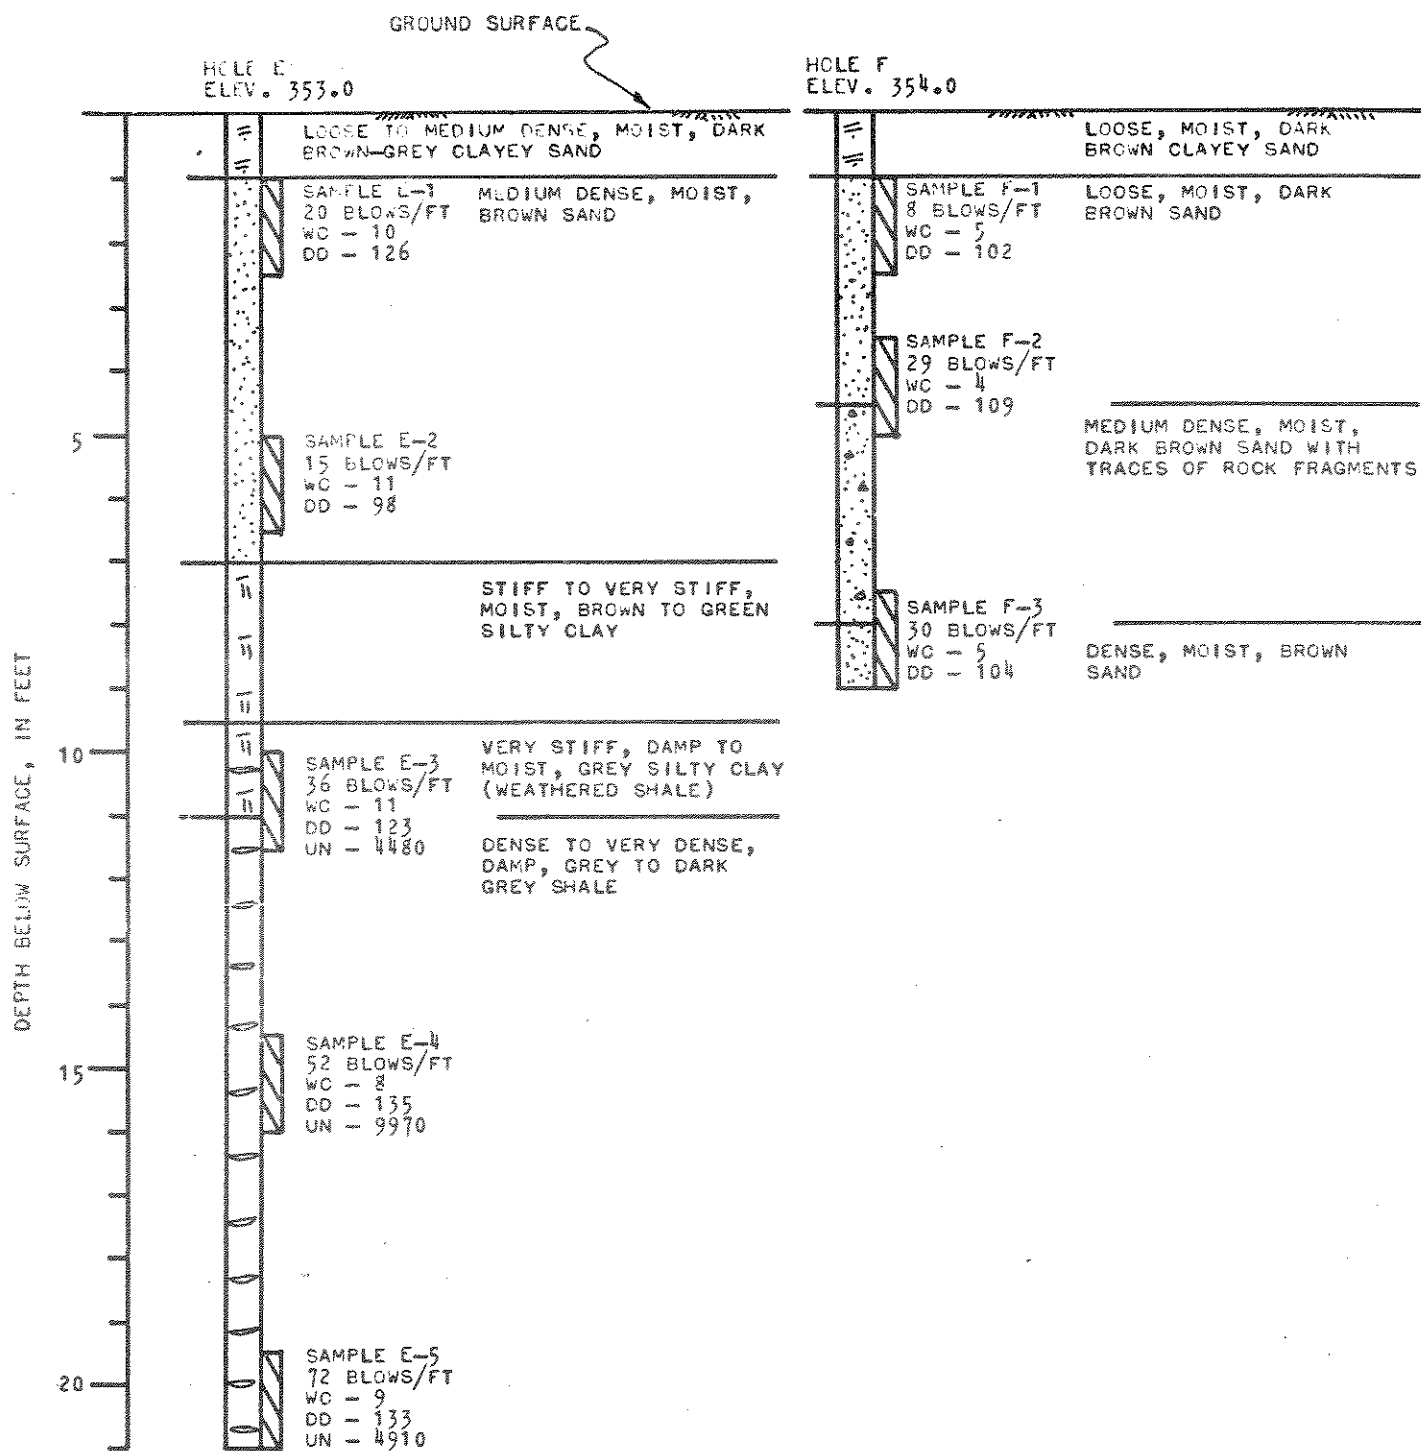 GROUND SURFACE
HOLE E
ELEV. 353.0
LOOSE TO MEDIUM DENSE, MOIST, DARK
BROWN-GREY CLAYEY SAND
SAMPLE E-1
20 BLOWS/FT
WC - 10
DD - 126
MEDIUM DENSE, MOIST,
BROWN SAND
SAMPLE E-2
15 BLOWS/FT
WC - 11
DD - 98
STIFF TO VERY STIFF,
MOIST, BROWN TO GREEN
SILTY CLAY
VERY STIFF, DAMP TO
MOIST, GREY SILTY CLAY
(WEATHERED SHALE)
SAMPLE E-3
36 BLOWS/FT
WC - 11
DD - 123
UN - 4480
DENSE TO VERY DENSE,
DAMP, GREY TO DARK
GREY SHALE
SAMPLE E-4
52 BLOWS/FT
WC - 8
DD - 135
UN - 9970
SAMPLE E-5
72 BLOWS/FT
WC - 9
DD - 133
UN - 4910
HOLE F
ELEV. 354.0
LOOSE, MOIST, DARK
BROWN CLAYEY SAND
SAMPLE F-1
8 BLOWS/FT
WC - 5
DD - 102
LOOSE, MOIST, DARK
BROWN SAND
SAMPLE F-2
29 BLOWS/FT
WC - 4
DD - 109
MEDIUM DENSE, MOIST,
DARK BROWN SAND WITH
TRACES OF ROCK FRAGMENTS
SAMPLE F-3
30 BLOWS/FT
WC - 5
DD - 104
DENSE, MOIST, BROWN
SAND
DEPTH BELOW SURFACE, IN FEET
5
10
15
20